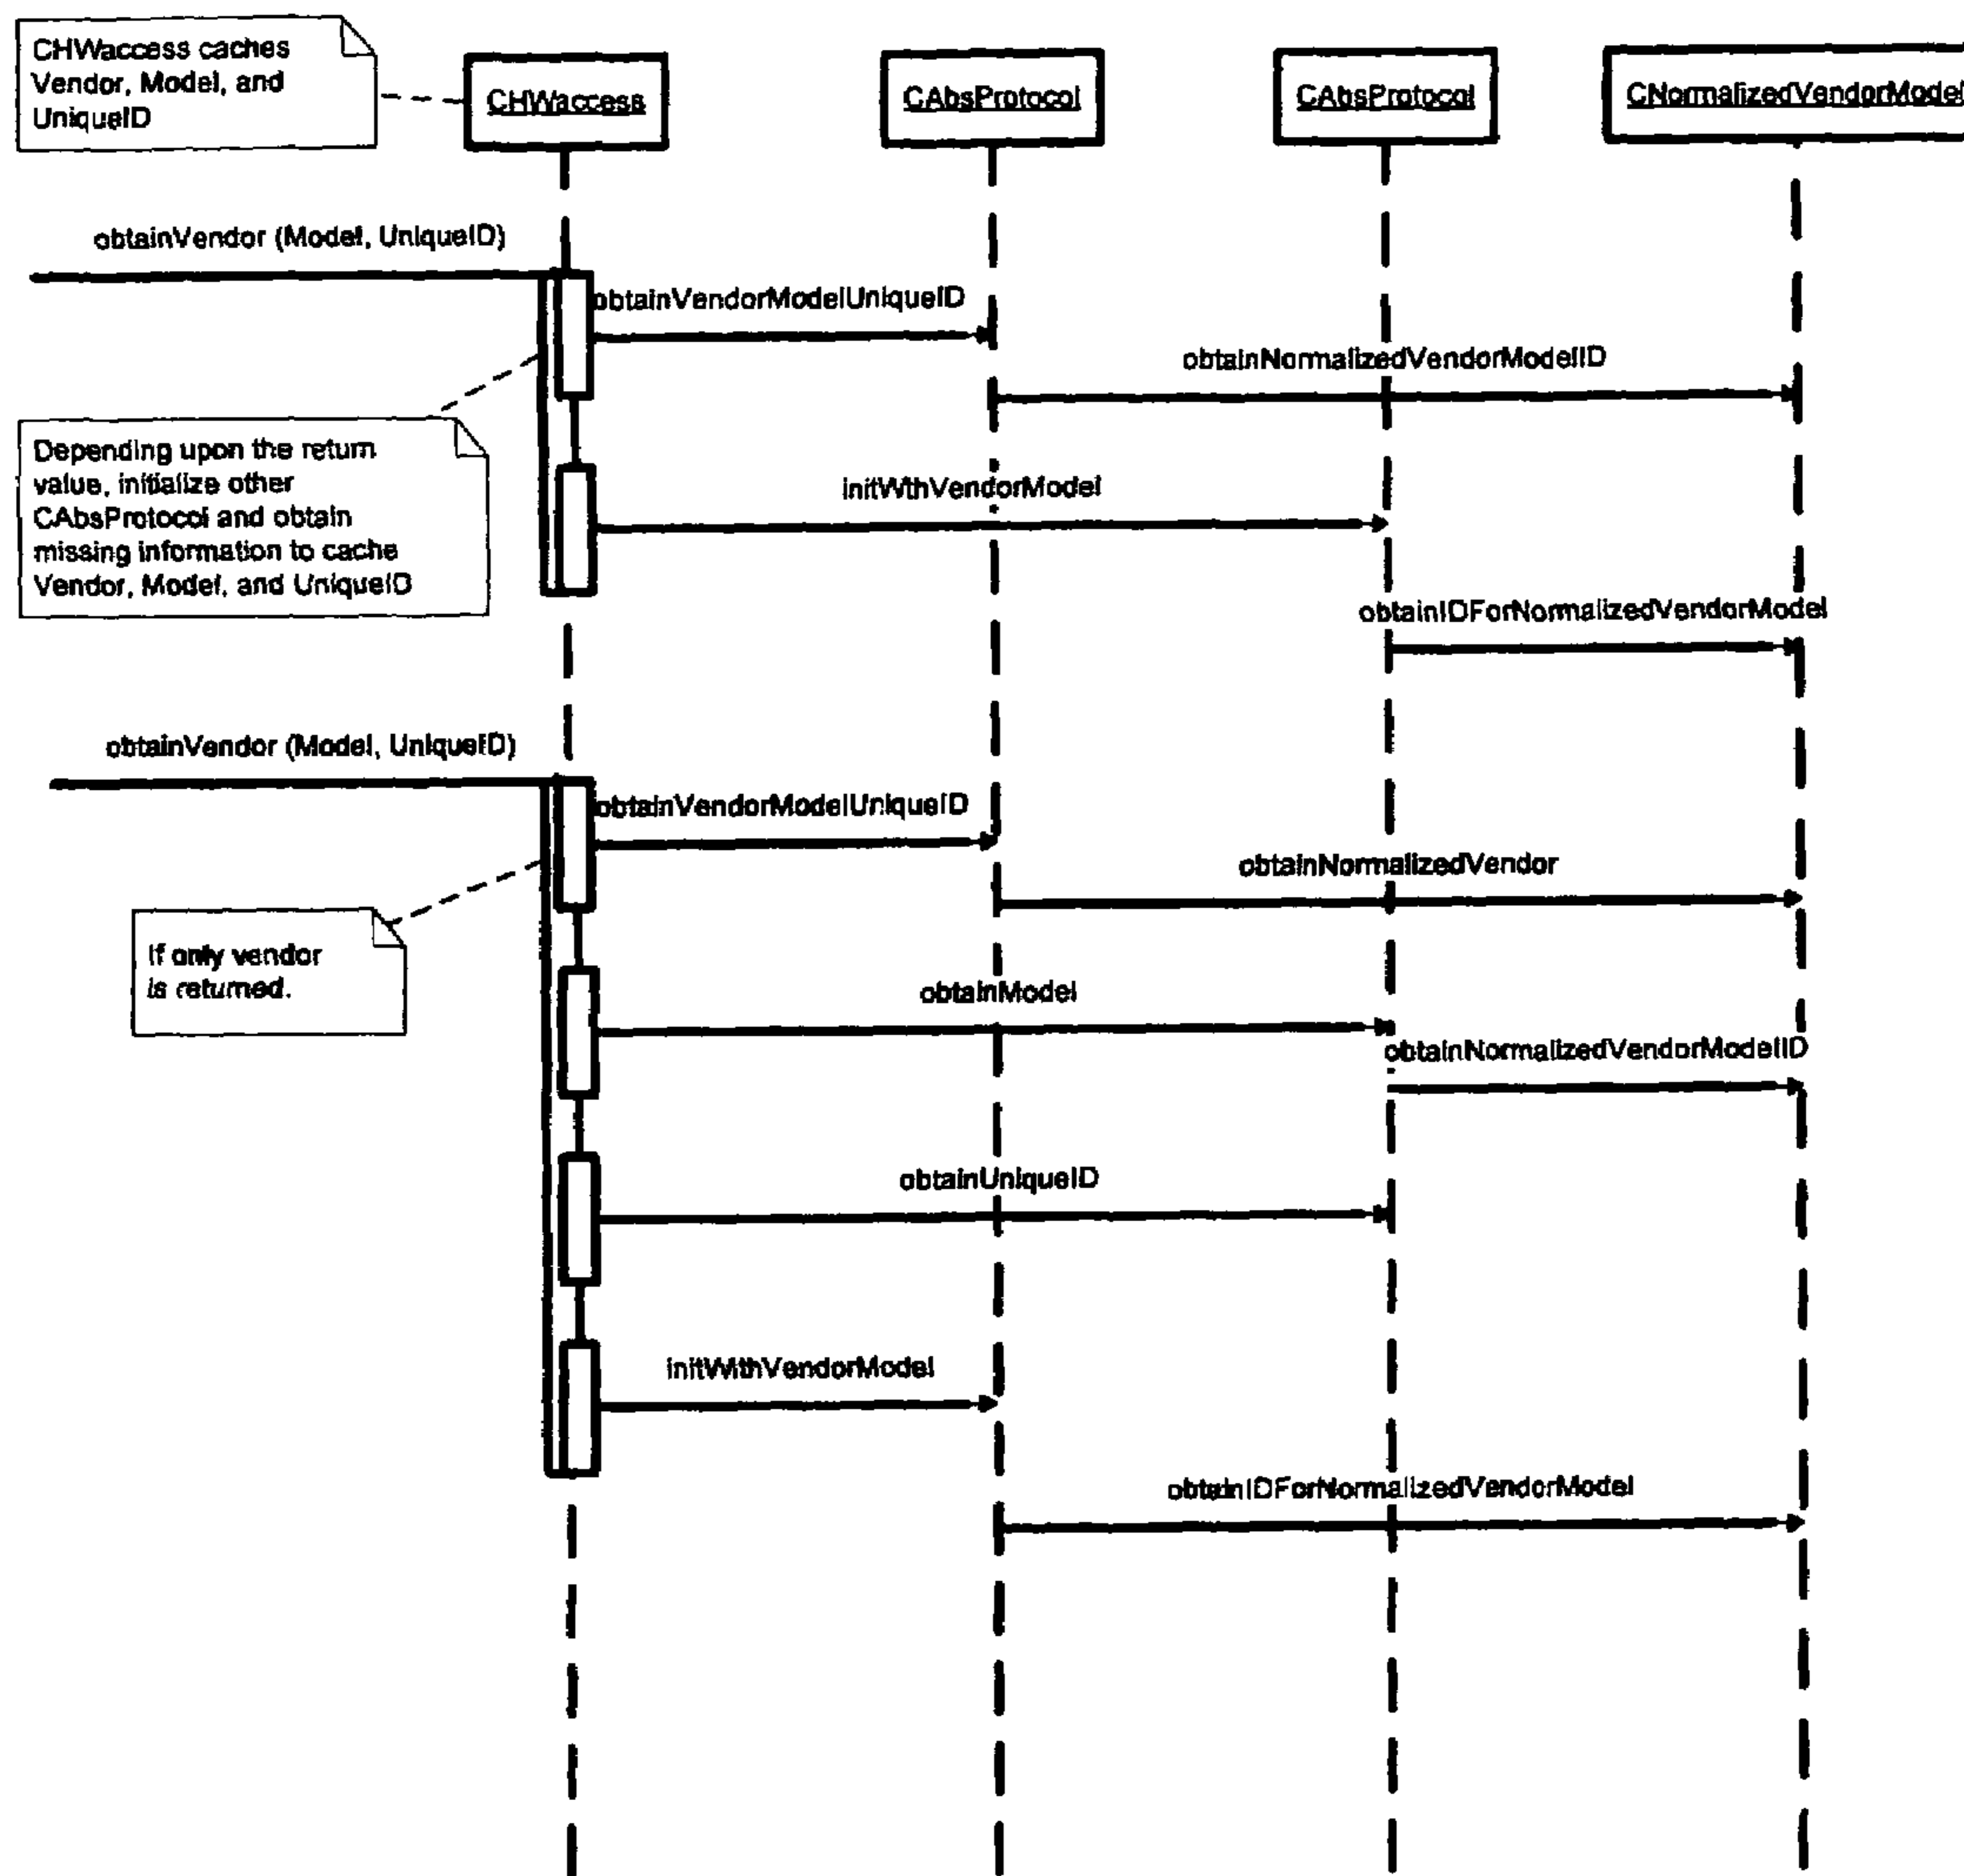 CHWaccess caches
Vendor, Model, and
UniqueID
CHWaccess
CAbsProtocol
CAbsProtocol
CNormalizedVendorModel
obtainVendor (Model, UniqueID)
obtainVendorModelUniqueID
obtainNormalizedVendorModelID
Depending upon the return
value, initialize other
CAbsProtocol and obtain
missing information to cache
Vendor, Model, and UniqueID
initWithVendorModel
obtainIDForNormalizedVendorModel
obtainVendor (Model, UniqueID)
obtainVendorModelUniqueID
obtainNormalizedVendor
If only vendor
is returned.
obtainModel
obtainNormalizedVendorModelID
obtainUniqueID
initWithVendorModel
obtainIDForNormalizedVendorModel